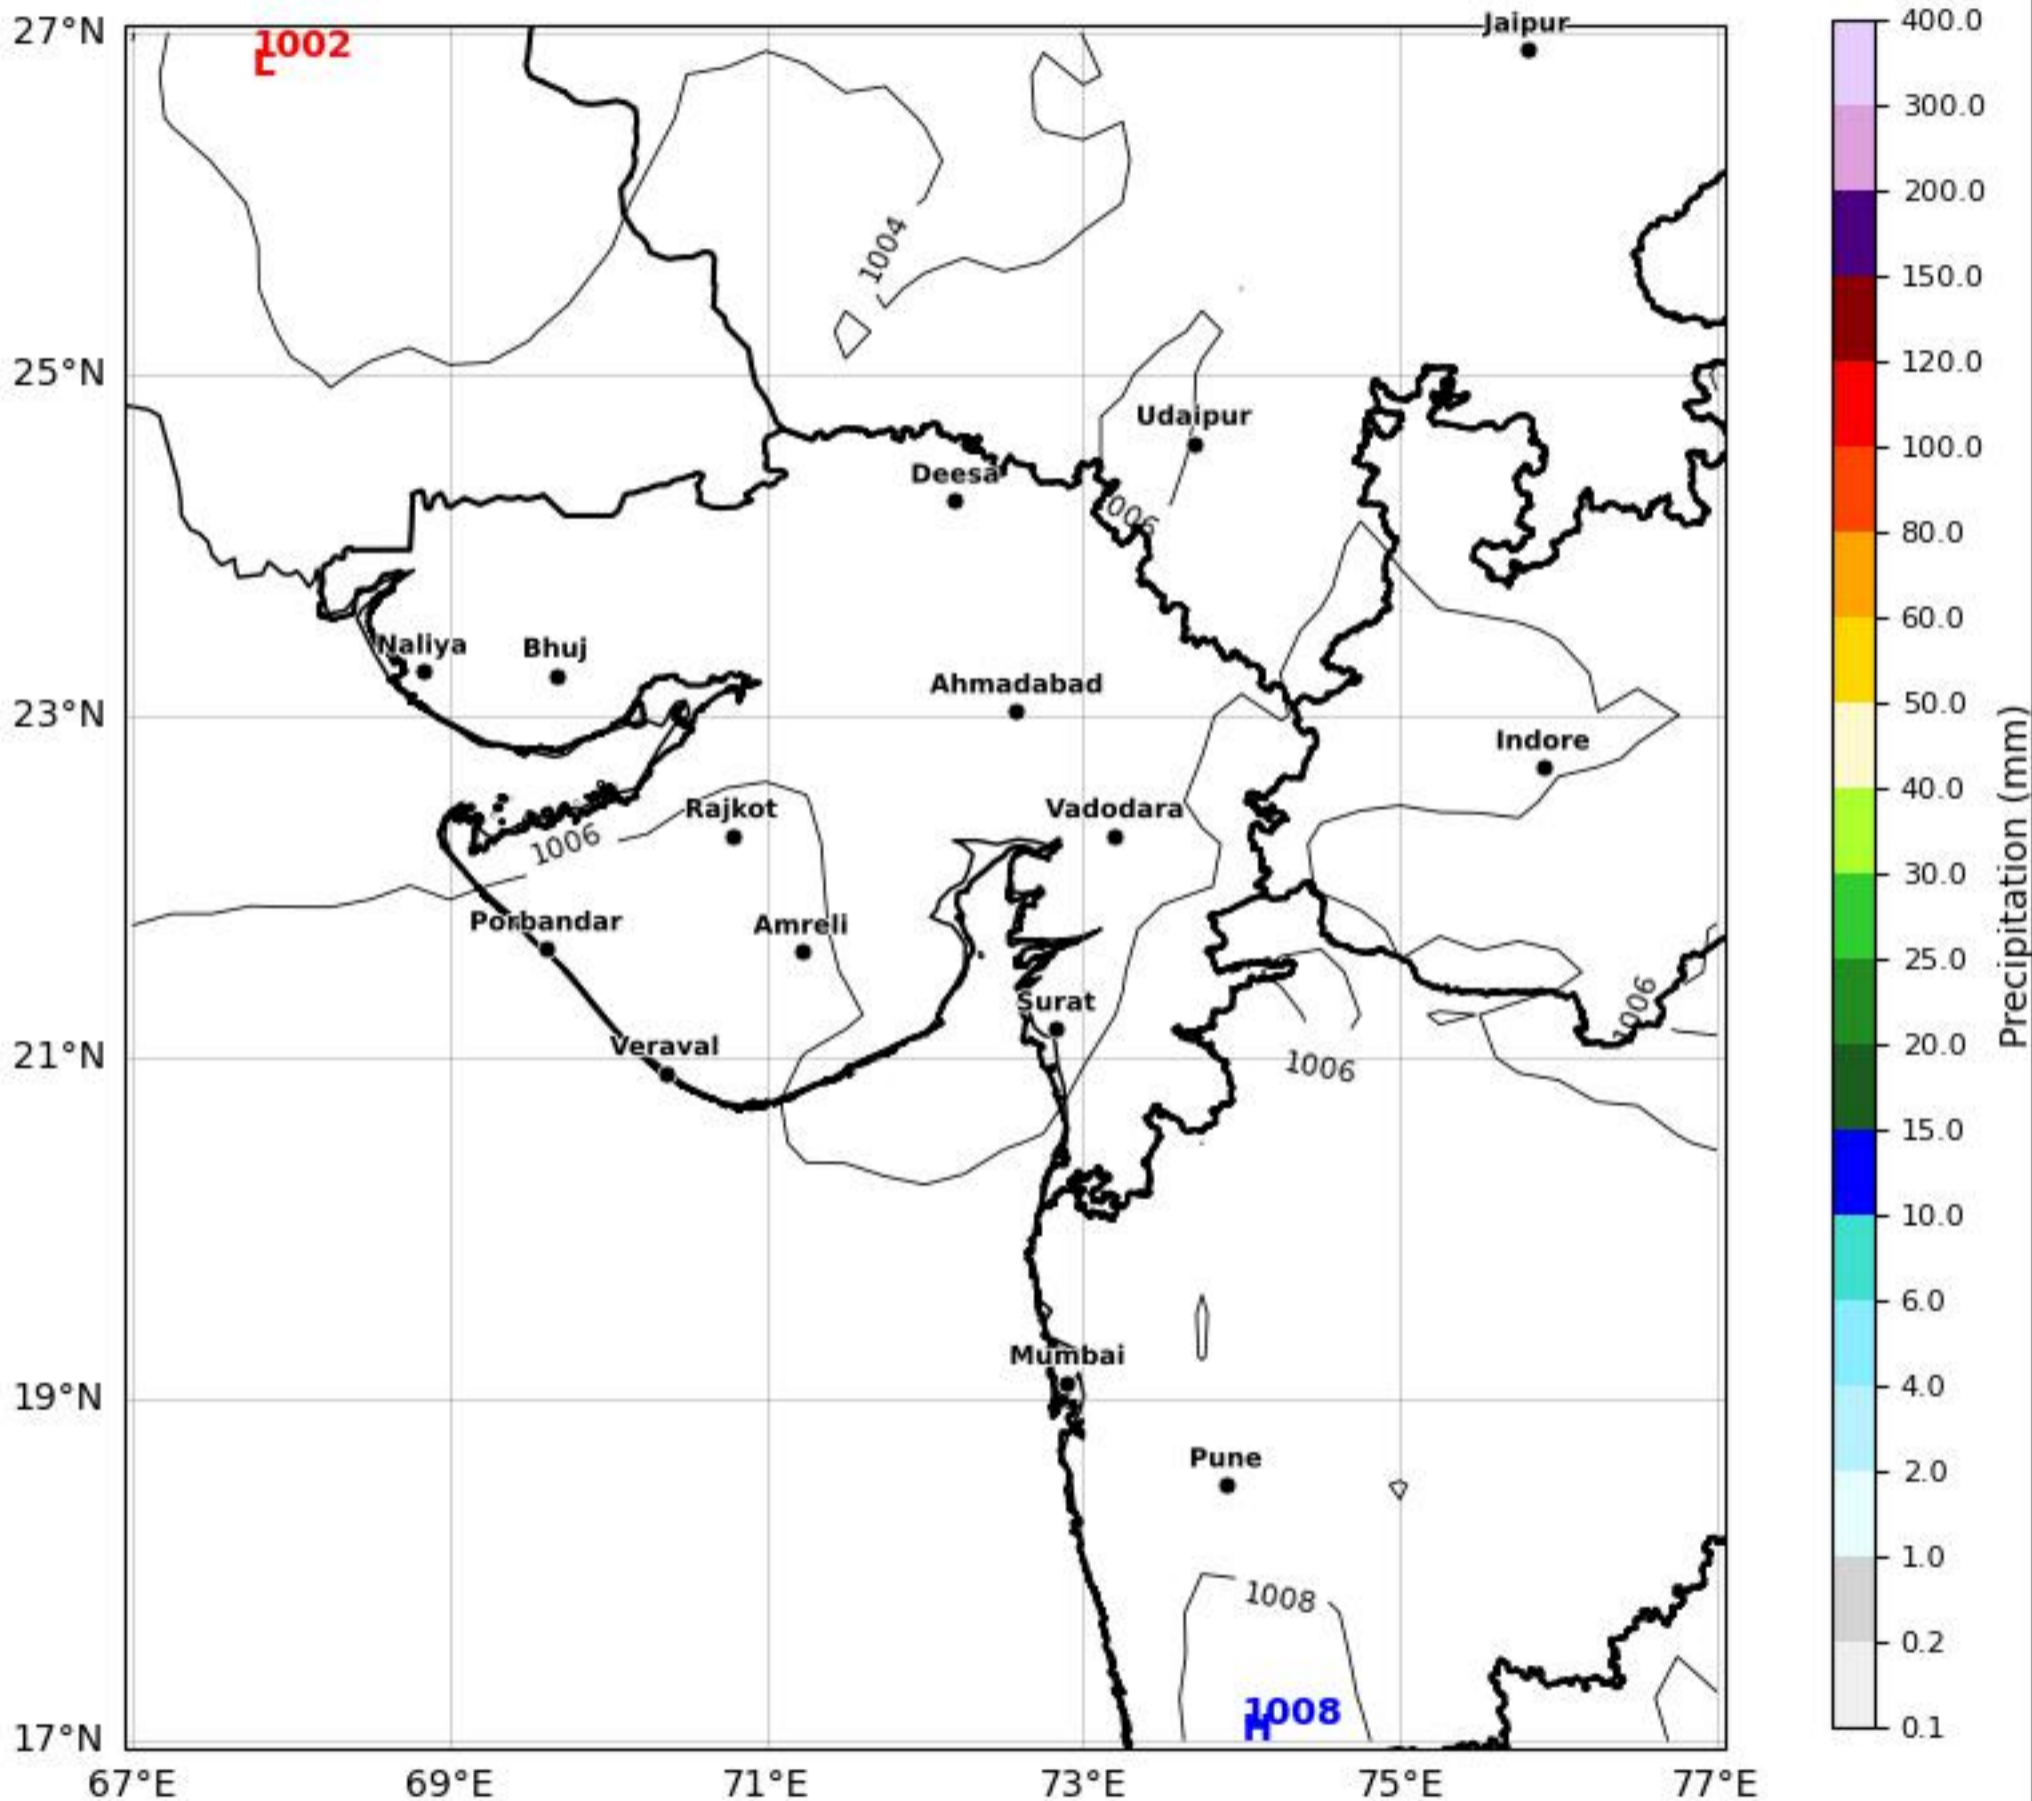 27°N
1002
L
Jaipur
400.0
300.0
200.0
1004
150.0
25°N
120.0
Udaipur
100.0
Deesa
1006
80.0
Naliya
Bhuj
60.0
Ahmadabad
23°N
50.0
Indore
Precipitation (mm)
40.0
Rajkot
Vadodara
1006
30.0
Porbandar
Amreli
25.0
Surat
1006
Veraval
20.0
21°N
1006
15.0
10.0
6.0
Mumbai
4.0
19°N
Pune
2.0
1.0
1008
0.2
1008
H
17°N
0.1
67°E
69°E
71°E
73°E
75°E
77°E